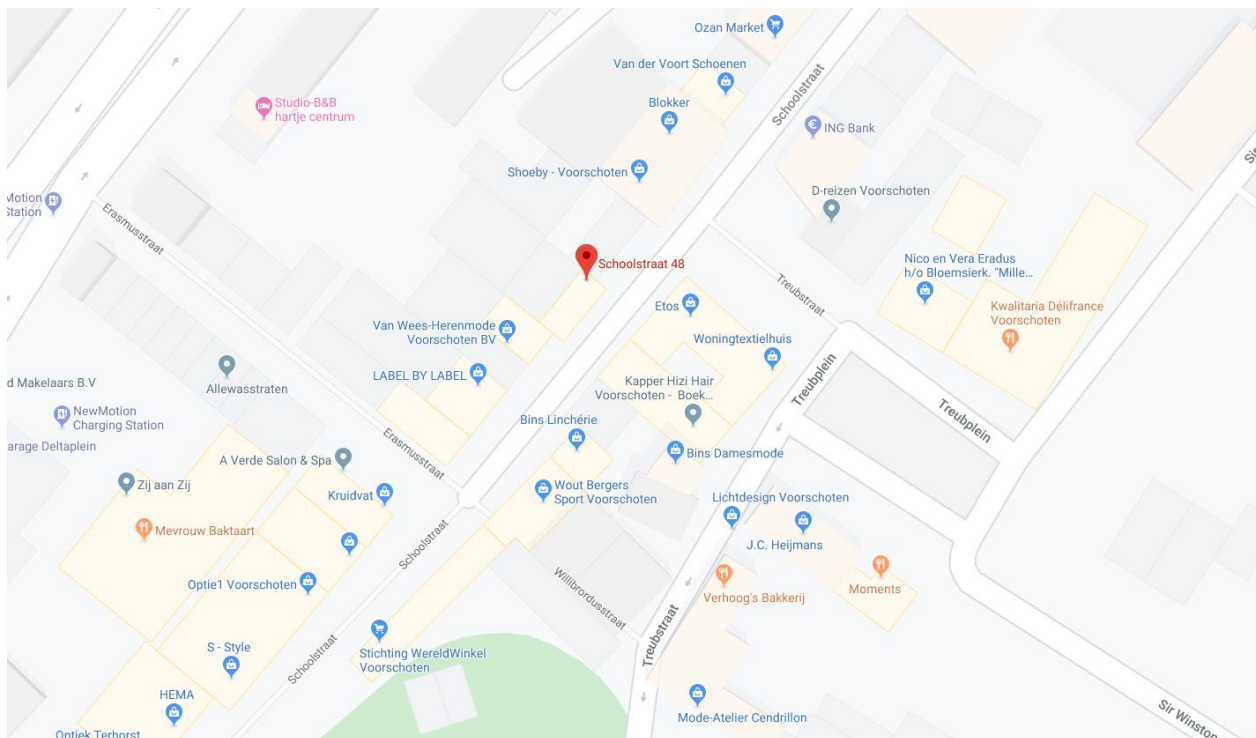 Ozan Market
Van der Voort Schoenen
Schoolstraat
Studio-B&B
hartje centrum
Blokker
ING Bank
Shoeby - Voorschoten
Sir
D-reizen Voorschoten
Motion
Station
Erasmusstraat
Schoolstraat 48
Treubstraat
Nico en Vera Eradus
h/o Bloemsierk. "Mille...
Etos
Kwalitaria Délifrance
Voorschoten
Van Wees-Herenmode
Voorschoten BV
Woningtextielhuis
LABEL BY LABEL
Treubplein
d Makelaars B.V
Allewasstraten
Kapper Hizi Hair
Voorschoten - Boek...
Treubplein
NewMotion
Charging Station
Bins Linchérie
arage Deltaplein
Erasmusstraat
A Verde Salon & Spa
Bins Damesmode
Zij aan Zij
Kruidvat
Wout Bergers
Sport Voorschoten
Lichtdesign Voorschoten
Mevrouw Baktaart
Schoolstraat
J.C. Heijmans
Optie1 Voorschoten
Willibrordusstraat
Verhoog's Bakkerij
Moments
S - Style
Schoolstraat
Stichting WereldWinkel
Voorschoten
Treubstraat
HEMA
Mode-Atelier Cendrillon
Sir Winston
Optiek Terhorst